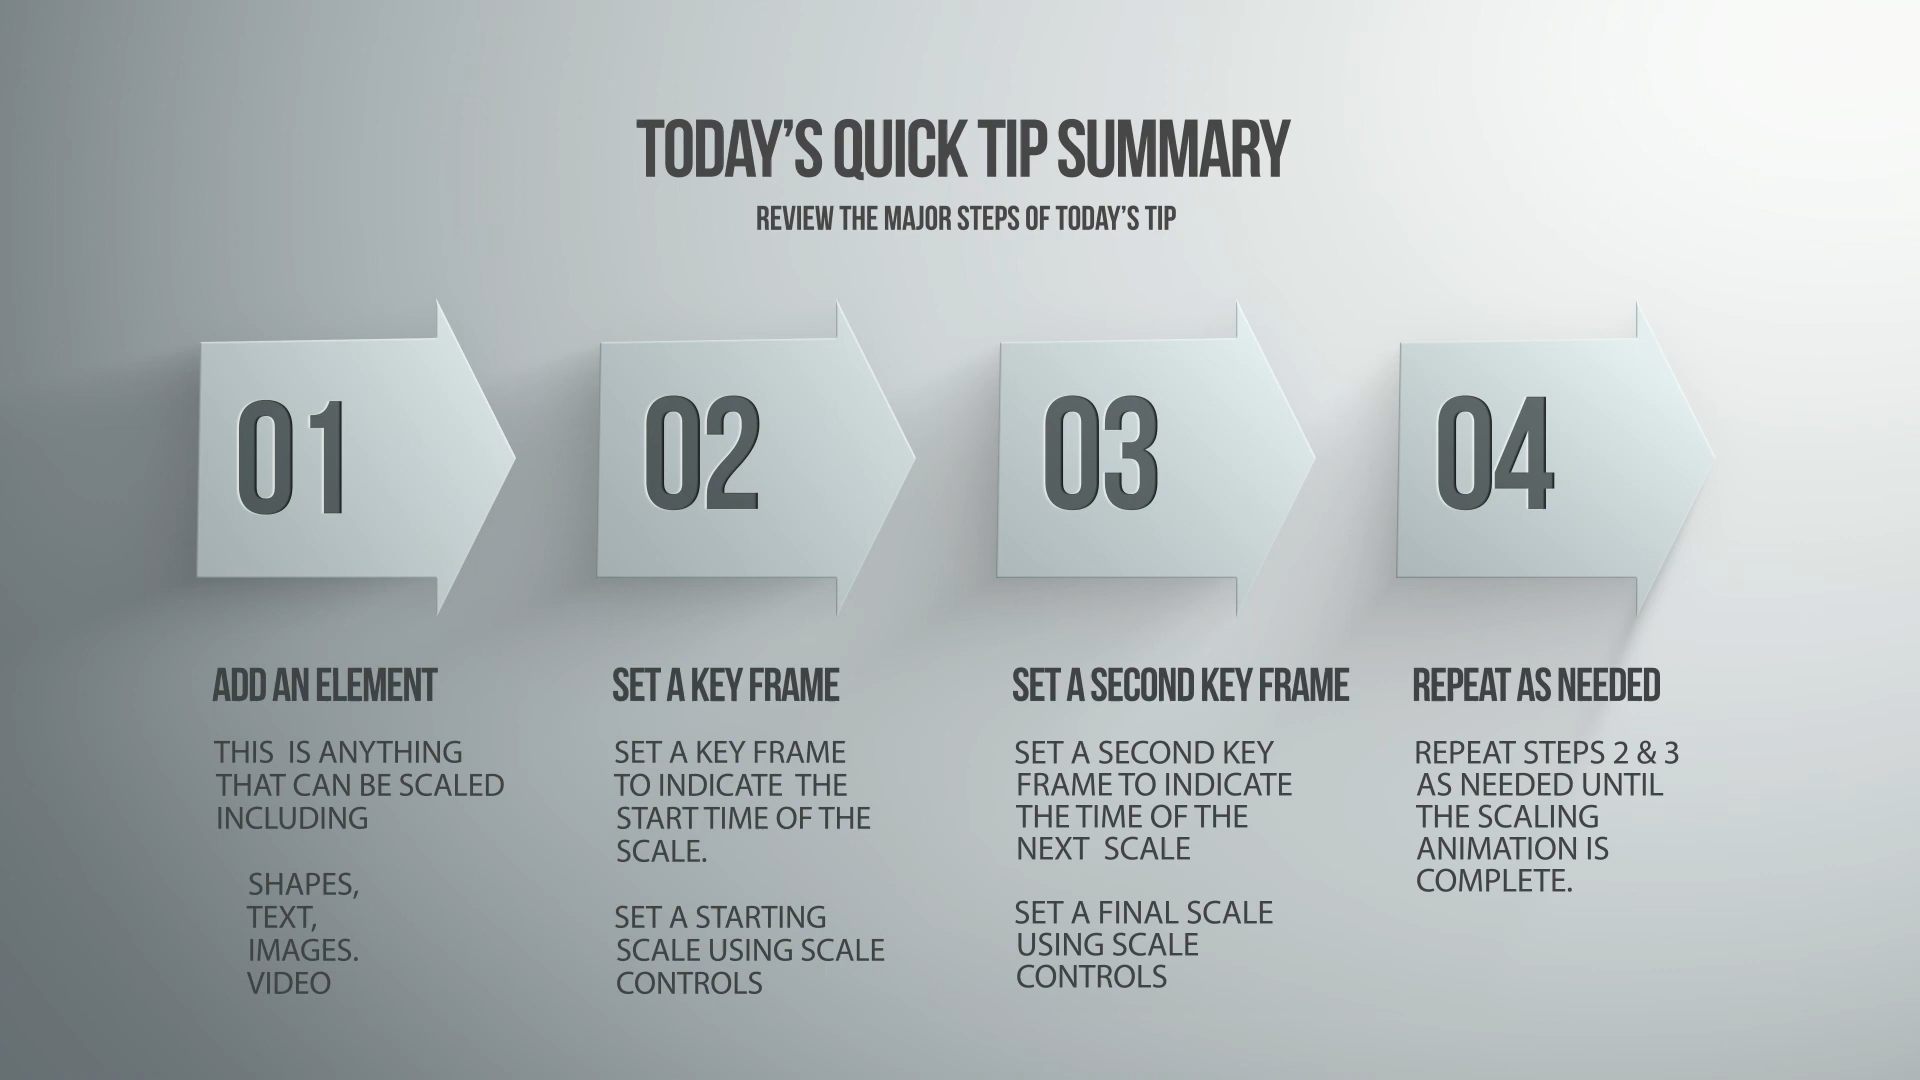 TODAY’S QUICK TIP SUMMARY
REVIEW THE MAJOR STEPS OF TODAY’S TIP
01
ADD AN ELEMENT
THIS IS ANYTHING
THAT CAN BE SCALED
INCLUDING
SHAPES,
TEXT,
IMAGES.
VIDEO
02
SET A KEY FRAME
SET A KEY FRAME
TO INDICATE THE
START TIME OF THE
SCALE.
SET A STARTING
SCALE USING SCALE
CONTROLS
03
SET A SECOND KEY FRAME
SET A SECOND KEY
FRAME TO INDICATE
THE TIME OF THE
NEXT SCALE
SET A FINAL SCALE
USING SCALE
CONTROLS
04
REPEAT AS NEEDED
REPEAT STEPS 2 & 3
AS NEEDED UNTIL
THE SCALING
ANIMATION IS
COMPLETE.